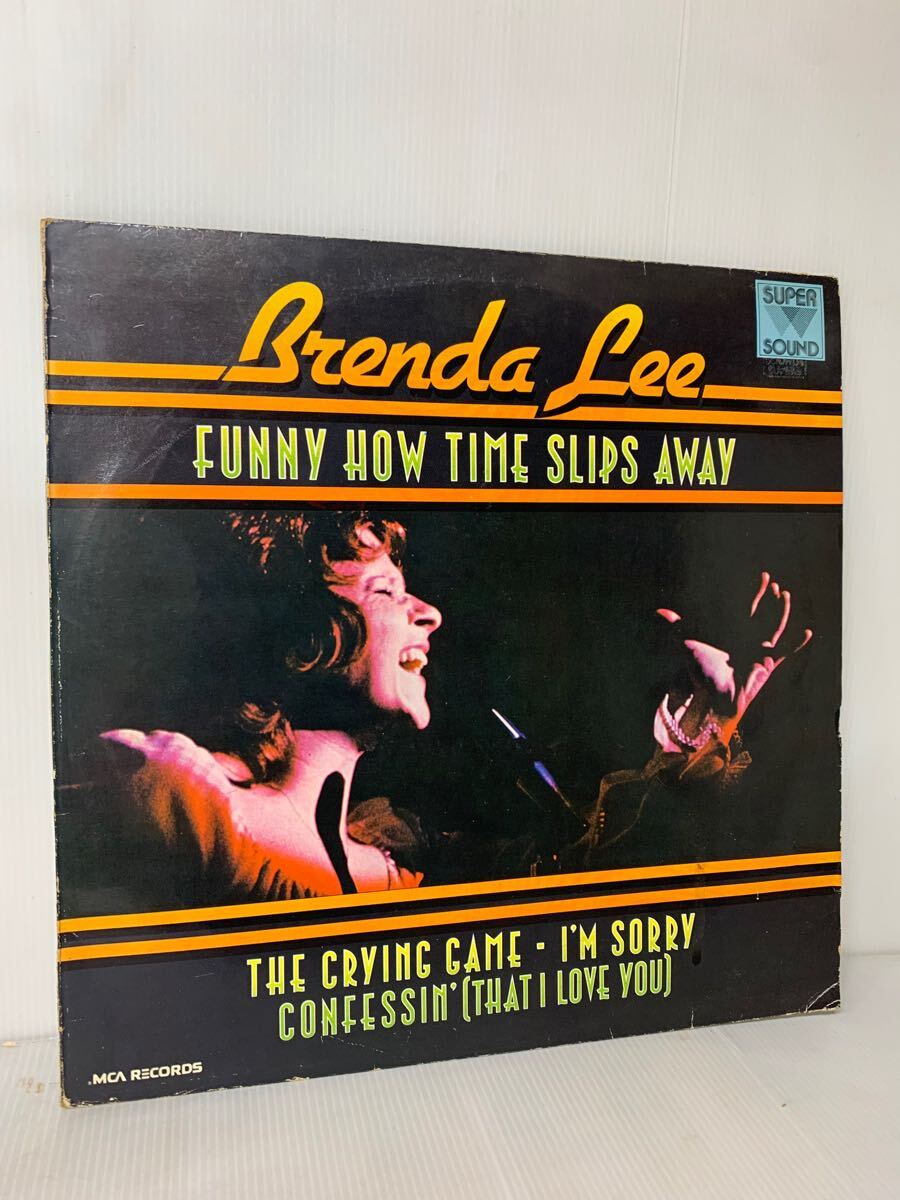 Brenda Lee
SUPER
SOUND
FUNNY HOW TIME SLIPS AWAY
THE CRYING GAME - I'M SORRY
CONFESSIN' (THAT I LOVE YOU)
MCA RECORDS